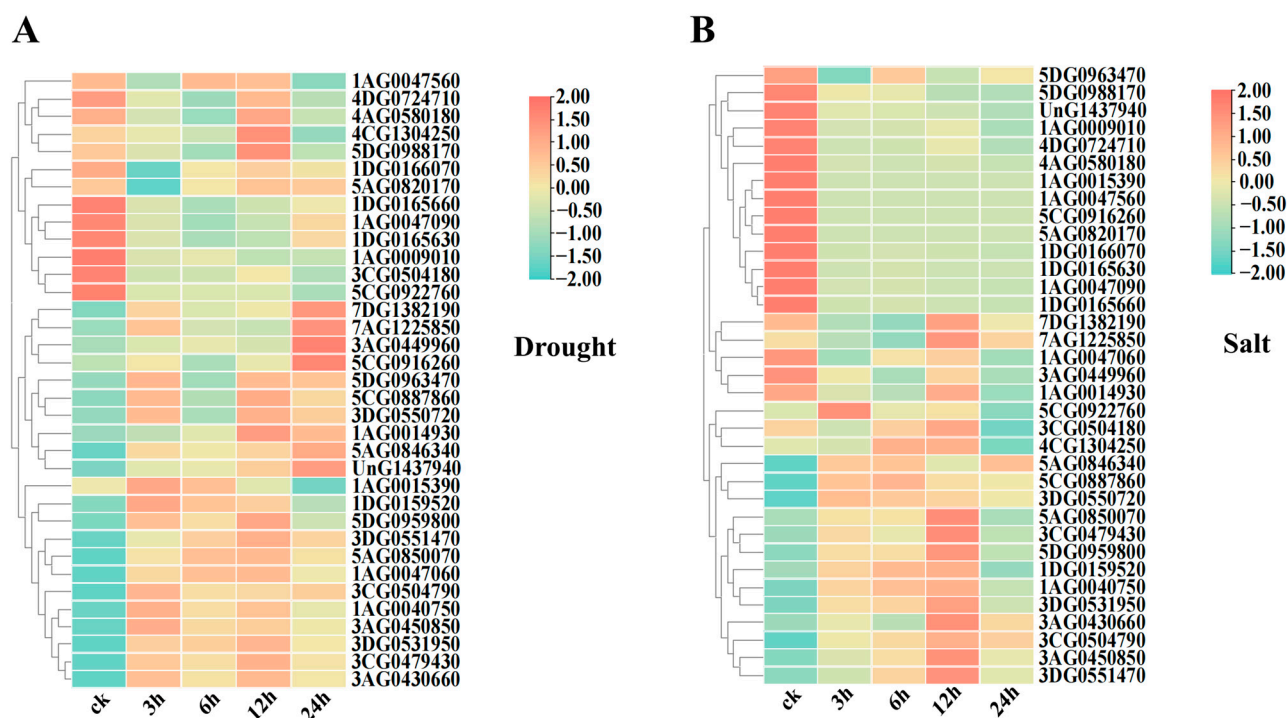 A
1AG0047560
4DG0724710
4AG0580180
4CG1304250
5DG0988170
1DG0166070
5AG0820170
1DG0165660
1AG0047090
1DG0165630
1AG0009010
3CG0504180
5CG0922760
7DG1382190
7AG1225850
3AG0449960
5CG0916260
5DG0963470
5CG0887860
3DG0550720
1AG0014930
5AG0846340
UnG1437940
1AG0015390
1DG0159520
5DG0959800
3DG0551470
5AG0850070
1AG0047060
3CG0504790
1AG0040750
3AG0450850
3DG0531950
3CG0479430
3AG0430660
ck 3h 6h 12h 24h
2.00
1.50
1.00
0.50
0.00
−0.50
−1.00
−1.50
−2.00
Drought
B
5DG0963470
5DG0988170
UnG1437940
1AG0009010
4DG0724710
4AG0580180
1AG0015390
1AG0047560
5CG0916260
5AG0820170
1DG0166070
1DG0165630
1AG0047090
1DG0165660
7DG1382190
7AG1225850
1AG0047060
3AG0449960
1AG0014930
5CG0922760
3CG0504180
4CG1304250
5AG0846340
5CG0887860
3DG0550720
5AG0850070
3CG0479430
5DG0959800
1DG0159520
1AG0040750
3DG0531950
3AG0430660
3CG0504790
3AG0450850
3DG0551470
ck 3h 6h 12h 24h
2.00
1.50
1.00
0.50
0.00
−0.50
−1.00
−1.50
−2.00
Salt